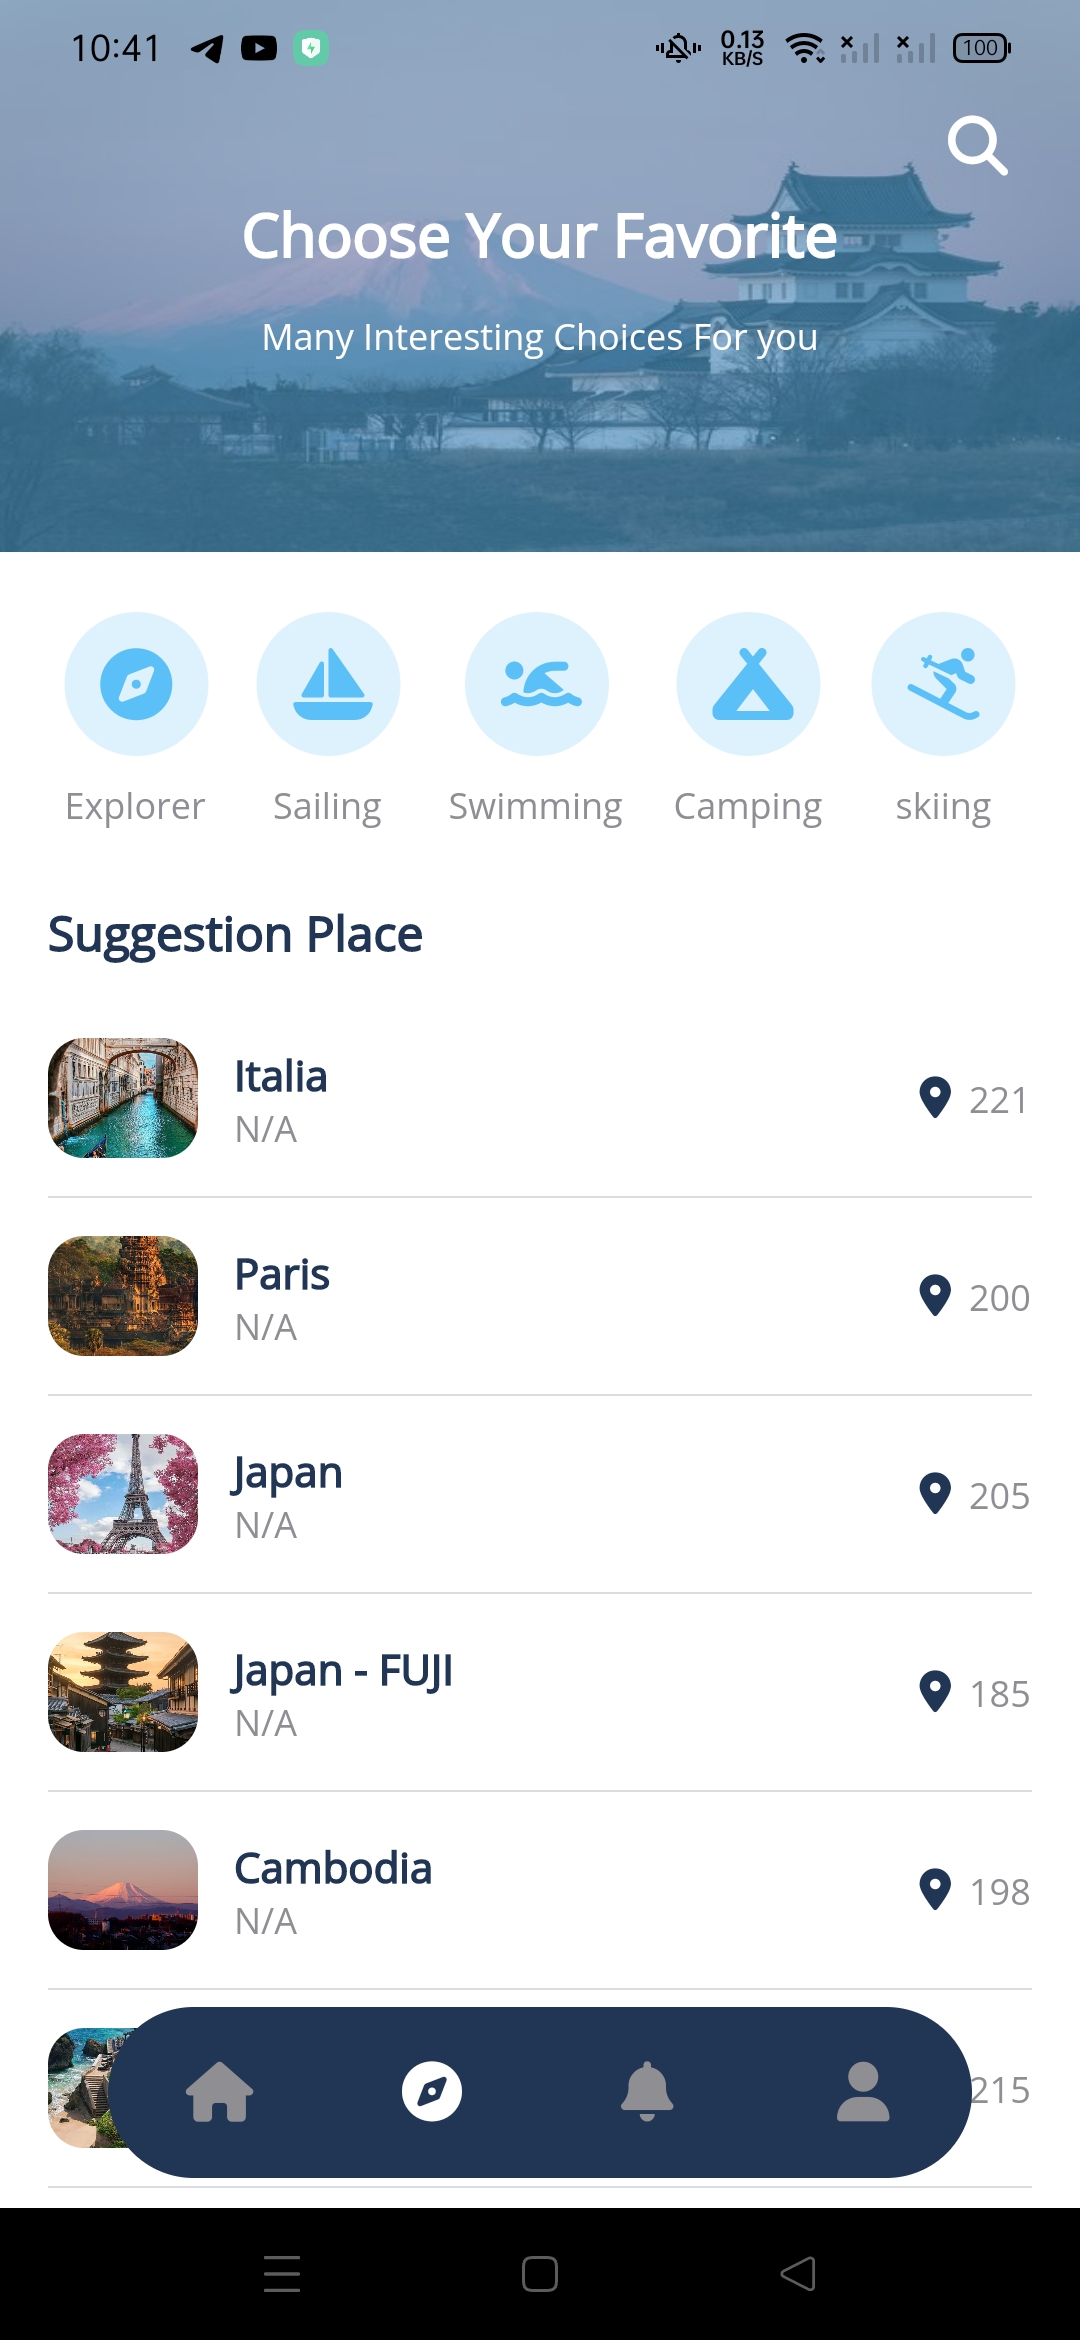 10:41
0.13
KB/S
100
Choose Your Favorite
Many Interesting Choices For you
Explorer
Sailing
Swimming
Camping
skiing
Suggestion Place
Italia
N/A
221
Paris
N/A
200
Japan
N/A
205
Japan - FUJI
N/A
185
Cambodia
N/A
198
215